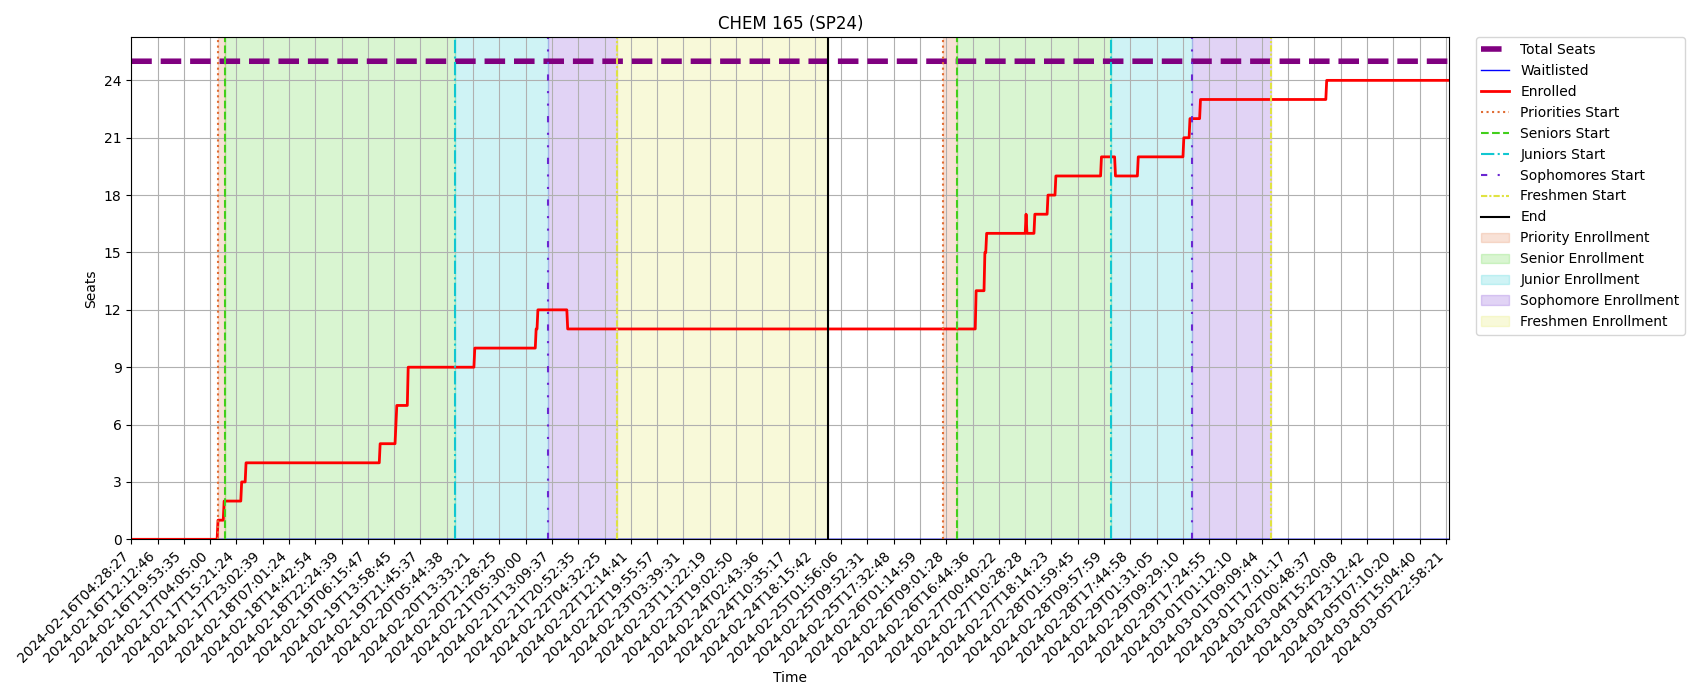 CHEM 165 (SP24)
Seats
24
21
18
15
12
9
6
3
0
2024-02-16T04:28:27
2024-02-16T12:12:46
2024-02-16T19:53:35
2024-02-17T04:05:00
2024-02-17T15:21:24
2024-02-17T23:02:39
2024-02-18T07:01:24
2024-02-18T14:42:54
2024-02-18T22:24:39
2024-02-19T06:15:47
2024-02-19T13:58:45
2024-02-19T21:45:37
2024-02-20T05:44:38
2024-02-20T13:33:21
2024-02-20T21:28:25
2024-02-21T05:30:00
2024-02-21T13:09:37
2024-02-21T20:52:35
2024-02-22T04:32:25
2024-02-22T12:14:41
2024-02-22T19:55:57
2024-02-23T03:39:31
2024-02-23T11:22:19
2024-02-23T19:02:50
2024-02-24T02:43:36
2024-02-24T10:35:17
2024-02-24T18:15:42
2024-02-25T01:56:06
2024-02-25T09:52:31
2024-02-25T17:32:48
2024-02-26T01:14:59
2024-02-26T09:01:28
2024-02-26T16:44:36
2024-02-27T00:40:22
2024-02-27T10:28:28
2024-02-27T18:14:23
2024-02-28T01:59:45
2024-02-28T09:57:59
2024-02-28T17:44:58
2024-02-29T01:31:05
2024-02-29T09:29:10
2024-02-29T17:24:55
2024-03-01T01:12:10
2024-03-01T09:09:44
2024-03-01T17:01:17
2024-03-02T00:48:37
2024-03-04T15:20:08
2024-03-04T23:12:42
2024-03-05T07:10:20
2024-03-05T15:04:40
2024-03-05T22:58:21
Time
Total Seats
Waitlisted
Enrolled
Priorities Start
Seniors Start
Juniors Start
Sophomores Start
Freshmen Start
End
Priority Enrollment
Senior Enrollment
Junior Enrollment
Sophomore Enrollment
Freshmen Enrollment